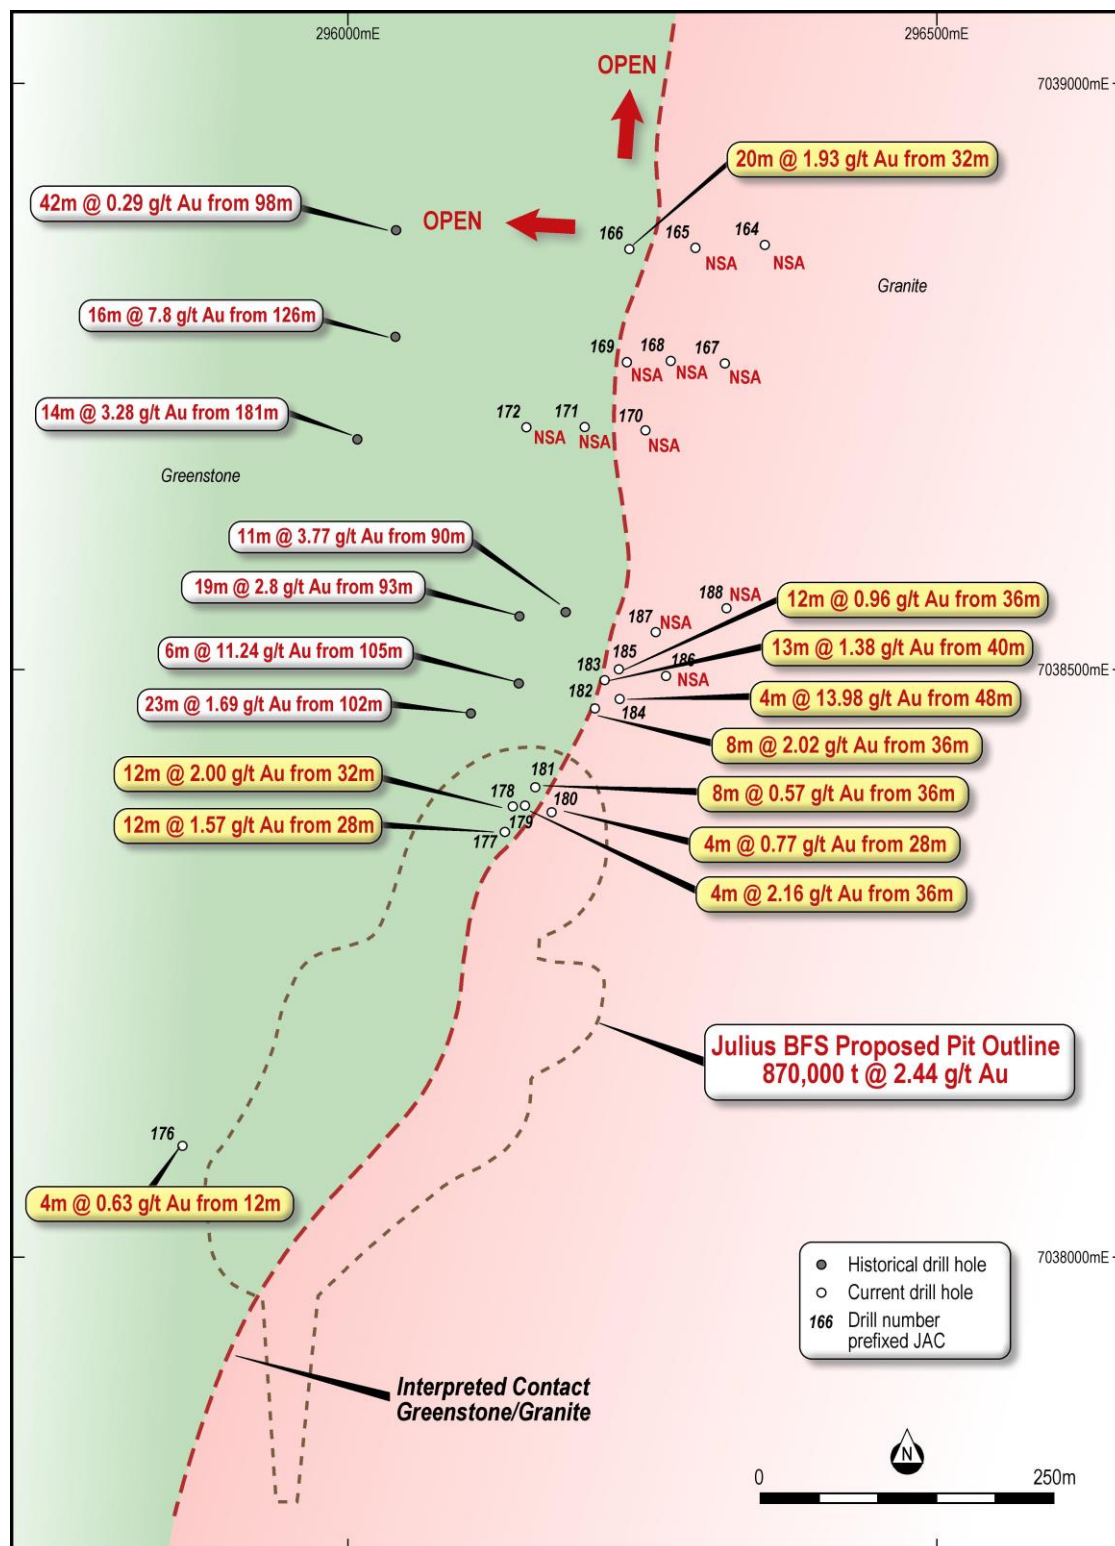 296000mE
296500mE
OPEN
7039000mE
20m @ 1.93 g/t Au from 32m
42m @ 0.29 g/t Au from 98m
OPEN
166
165
164
NSA
NSA
Granite
16m @ 7.8 g/t Au from 126m
169
168
167
NSA
NSA
NSA
14m @ 3.28 g/t Au from 181m
172
171
170
NSA
NSA
NSA
Greenstone
11m @ 3.77 g/t Au from 90m
19m @ 2.8 g/t Au from 93m
188
NSA
12m @ 0.96 g/t Au from 36m
187
NSA
6m @ 11.24 g/t Au from 105m
185
13m @ 1.38 g/t Au from 40m
183
186
NSA
7038500mE
23m @ 1.69 g/t Au from 102m
182
184
4m @ 13.98 g/t Au from 48m
8m @ 2.02 g/t Au from 36m
12m @ 2.00 g/t Au from 32m
181
178
8m @ 0.57 g/t Au from 36m
180
12m @ 1.57 g/t Au from 28m
179
177
4m @ 0.77 g/t Au from 28m
4m @ 2.16 g/t Au from 36m
Julius BFS Proposed Pit Outline
870,000 t @ 2.44 g/t Au
176
4m @ 0.63 g/t Au from 12m
7038000mE
Historical drill hole
Current drill hole
166 Drill number
prefixed JAC
Interpreted Contact
Greenstone/Granite
N
0
250m